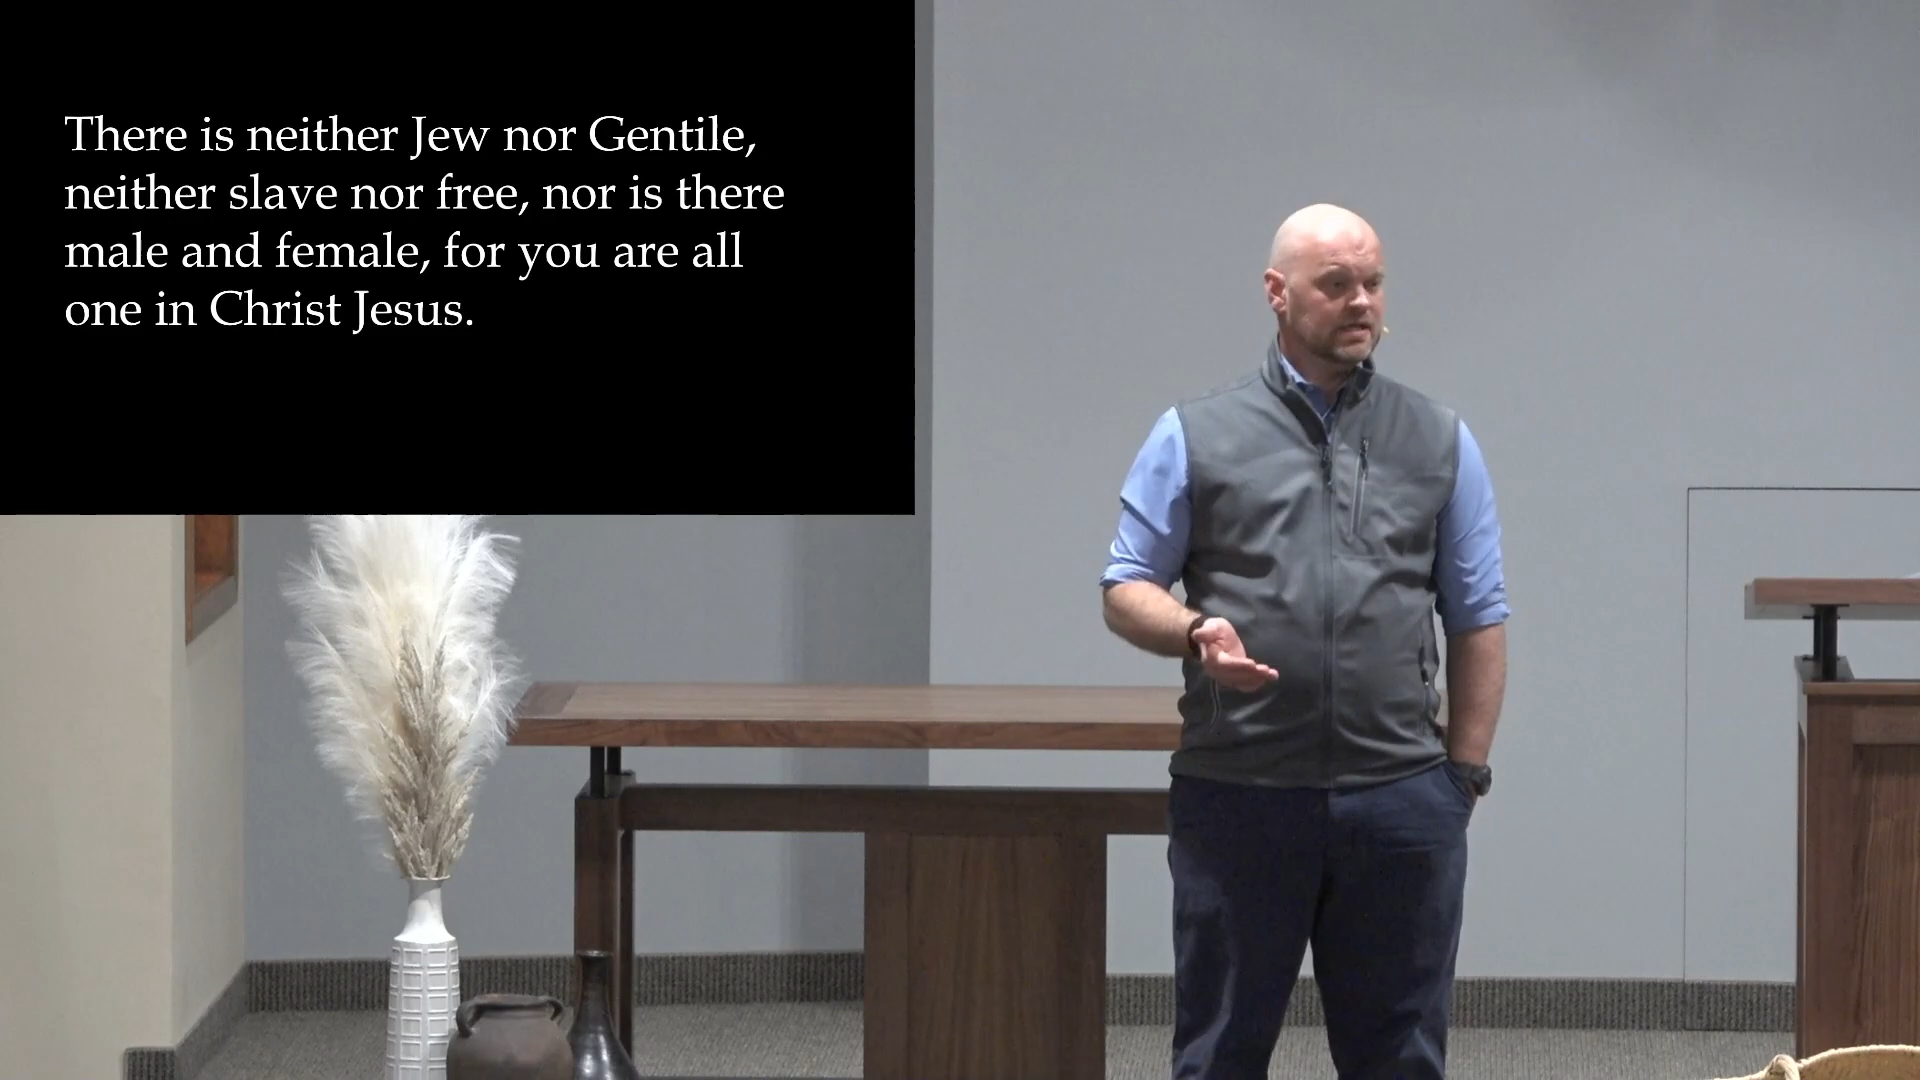 There is neither Jew nor Gentile,
neither slave nor free, nor is there
male and female, for you are all
one in Christ Jesus.